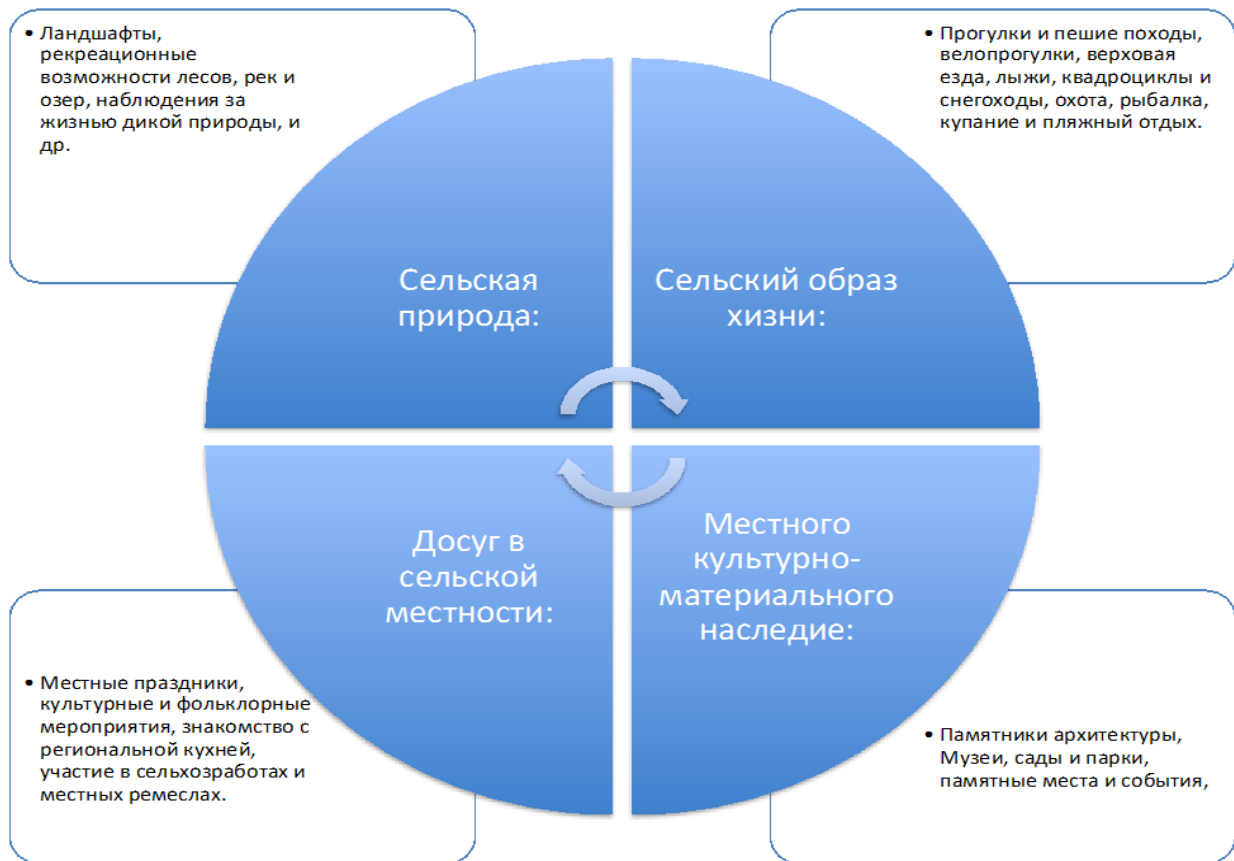 • Ландшафты,
рекреационные
возможности лесов, рек и
озер, наблюдения за
жизнью дикой природы, и
др.
• Прогулки и пешие походы,
велопрогулки, верховая
езда, лыжи, квадроциклы и
снегоходы, охота, рыбалка,
купание и пляжный отдых.
Сельская
природа:
Сельский образ
хизни:
Досуг в
сельской
местности:
Местного
культурно-
материального
наследие:
• Местные праздники,
культурные и фольклорные
мероприятия, знакомство с
региональной кухней,
участие в сельхозработах и
местных ремеслах.
• Памятники архитектуры,
Музеи, сады и парки,
памятные места и события,